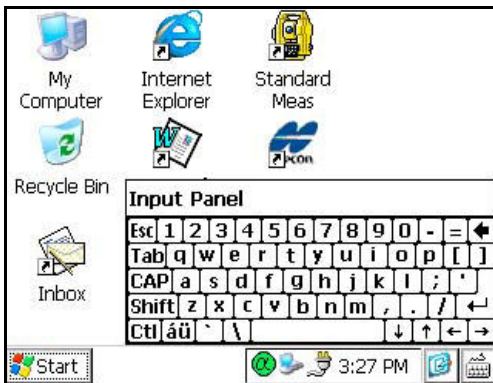 My Computer
Internet Explorer
Standard Meas
Recycle Bin
Topcon
Inbox
Input Panel
Esc 1 2 3 4 5 6 7 8 9 0 - =
Tab q w e r t y u i o p [ ]
CAP a s d f g h j k l ; '
Shift z x c v b n m , . /
Ctl áü ` \
Start
3:27 PM